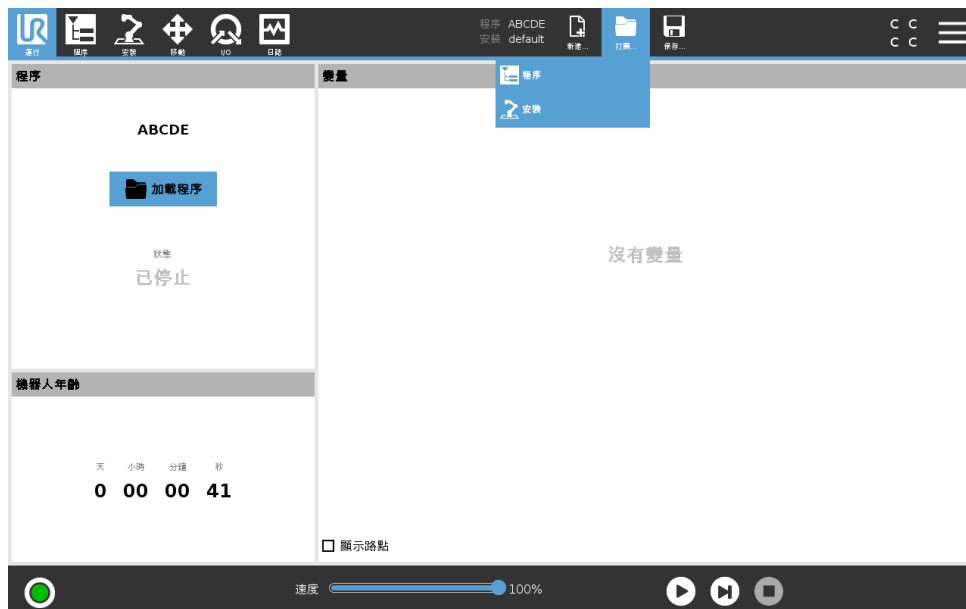 運行 程序 安裝 移動 I/O 日誌
程序 ABCDE
安裝 default
新建... 打開... 保存...
C C
C C
程序
安裝
程序
ABCDE
加載程序
狀態
已停止
變量
沒有變量
顯示路點
機器人年齡
天 小時 分鐘 秒
0 00 00 41
速度 100%